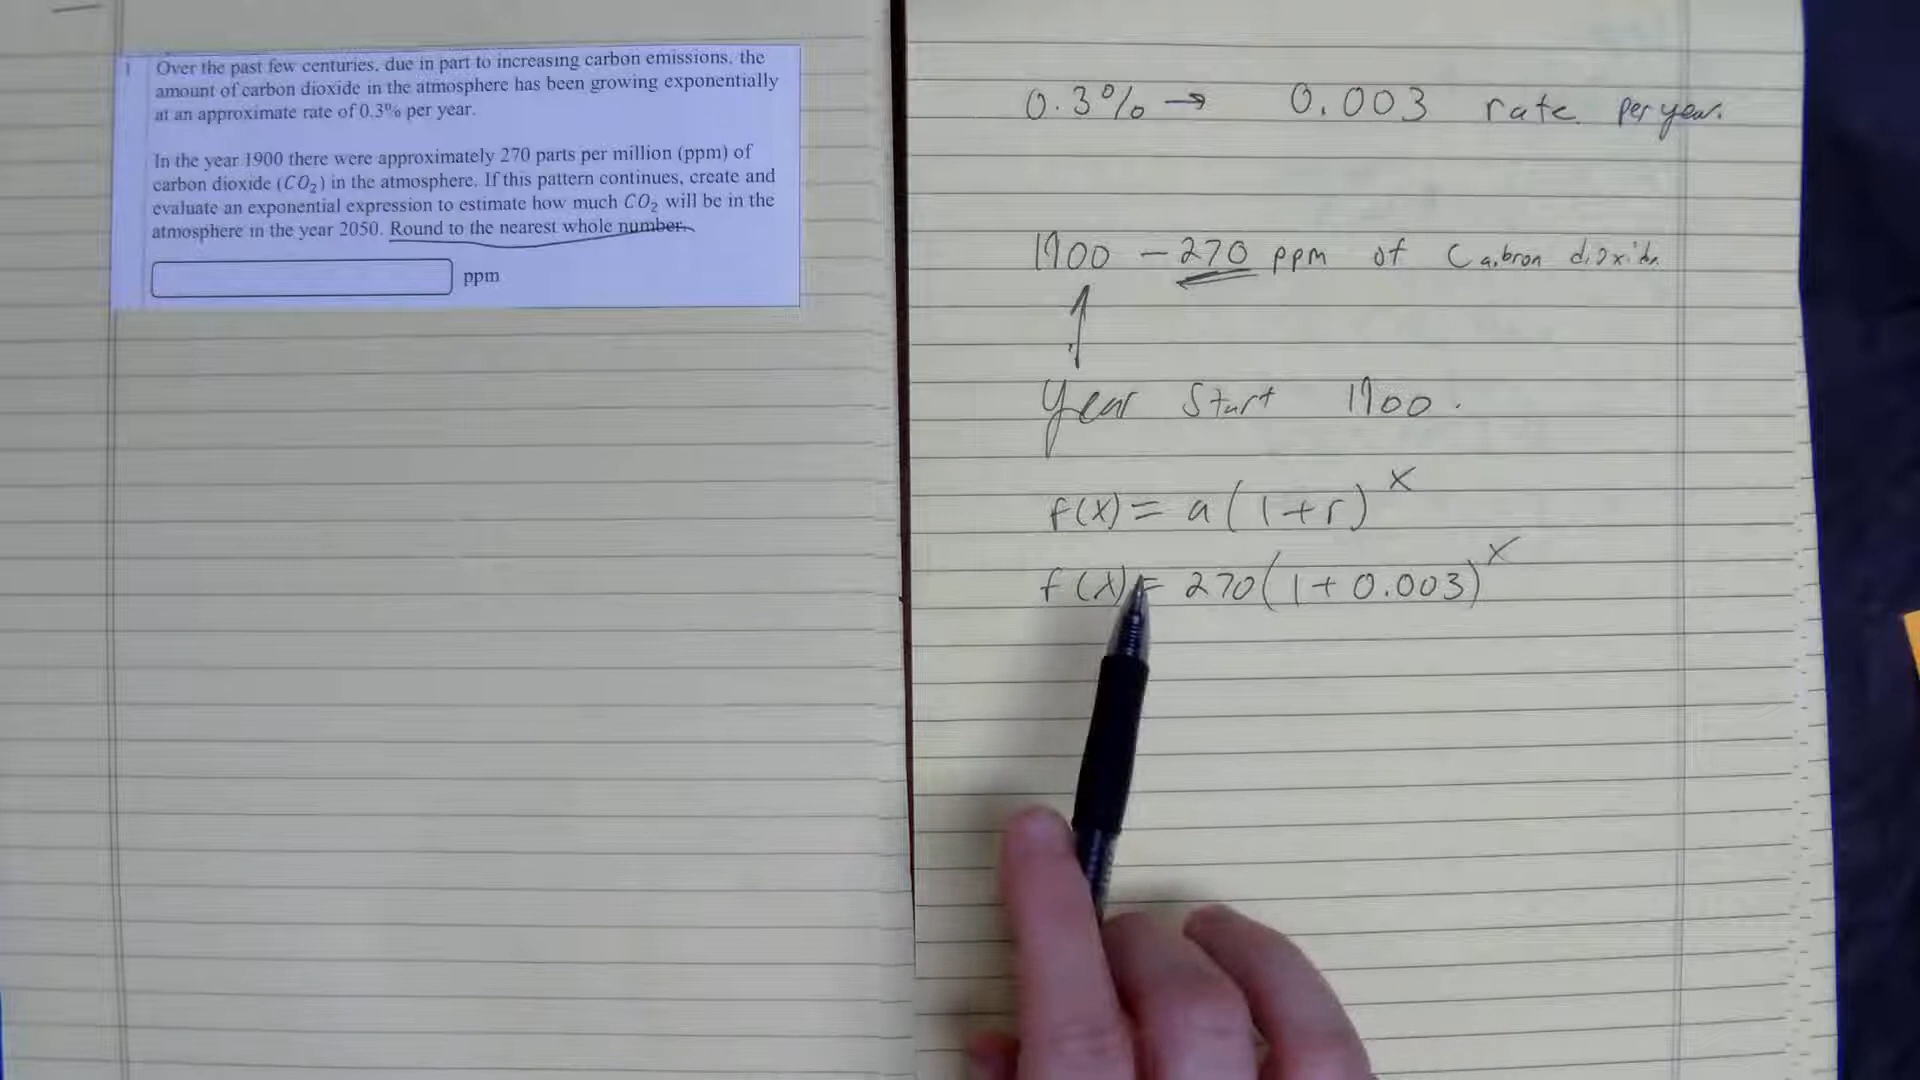 1 Over the past few centuries, due in part to increasing carbon emissions, the
amount of carbon dioxide in the atmosphere has been growing exponentially
at an approximate rate of 0.3% per year.
In the year 1900 there were approximately 270 parts per million (ppm) of
carbon dioxide (CO₂) in the atmosphere. If this pattern continues, create and
evaluate an exponential expression to estimate how much CO₂ will be in the
atmosphere in the year 2050. Round to the nearest whole number.
ppm
0.3% → 0.003 rate per year.
1900 - 270 ppm of Cabron dioxide
year Start 1900.
f(x) = a(1+r)^x
f(x) = 270(1+0.003)^x